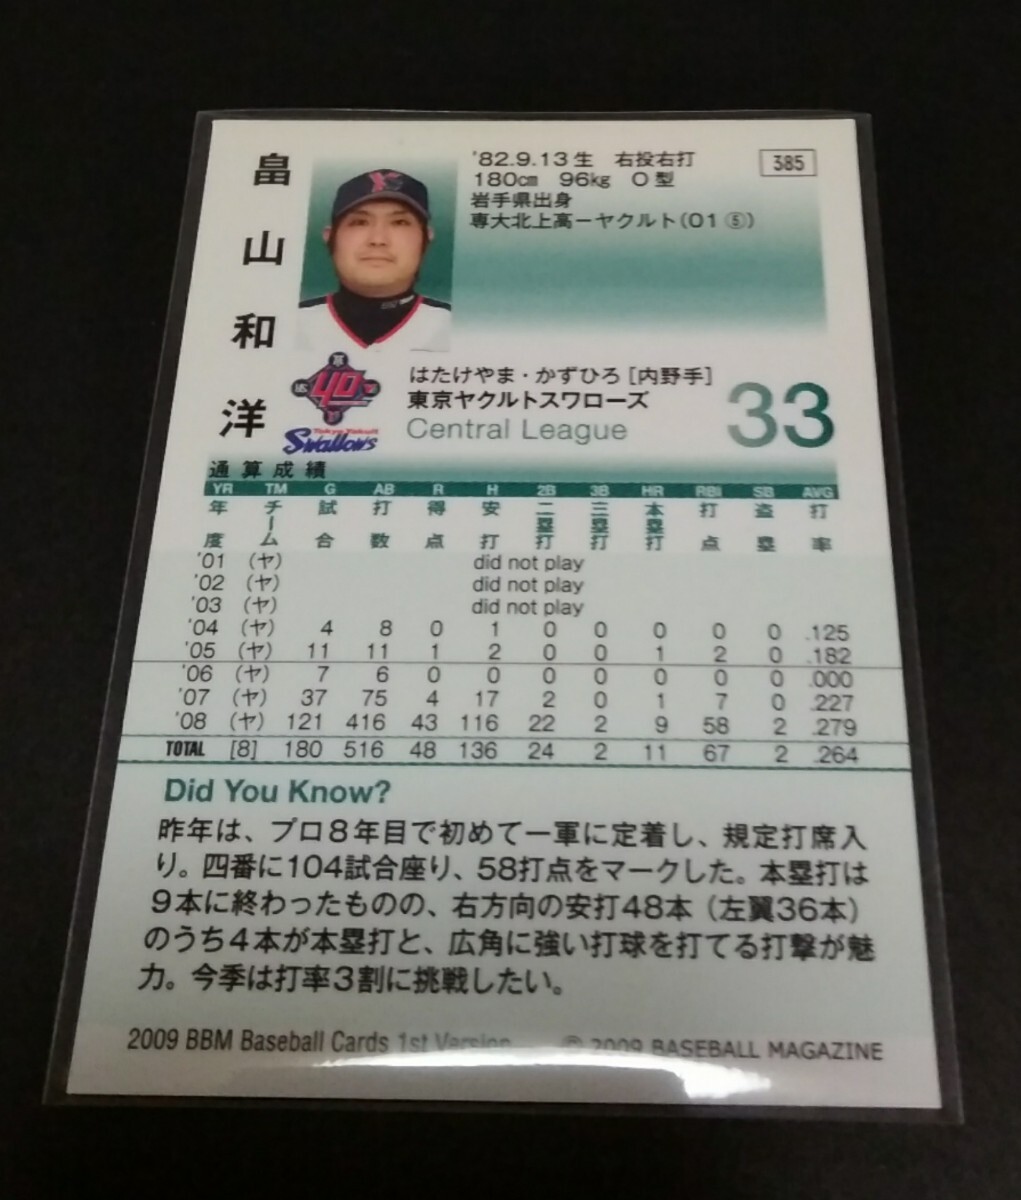 畠山和洋
'82.9.13生 右投右打
385
180cm 96kg O型
岩手県出身
専大北上高ーヤクルト(01⑤)
東
40
Tokyo Yakult
Swallows
はたけやま・かずひろ[内野手]
東京ヤクルトスワローズ
Central League
33
通算成績
YR TM G AB R H 2B 3B HR RBI SB AVG
年度 チーム 試合 打数 得点 安打 二塁打 三塁打 本塁打 打点 盗塁 打率
'01 (ヤ) did not play
'02 (ヤ) did not play
'03 (ヤ) did not play
'04 (ヤ) 4 8 0 1 0 0 0 0 0 .125
'05 (ヤ) 11 11 1 2 0 0 1 2 0 .182
'06 (ヤ) 7 6 0 0 0 0 0 0 0 .000
'07 (ヤ) 37 75 4 17 2 0 1 7 0 .227
'08 (ヤ) 121 416 43 116 22 2 9 58 2 .279
TOTAL [8] 180 516 48 136 24 2 11 67 2 .264
Did You Know?
昨年は、プロ8年目で初めて一軍に定着し、規定打席入
り。四番に104試合座り、58打点をマークした。本塁打は
9本に終わったものの、右方向の安打48本(左翼36本)
のうち4本が本塁打と、広角に強い打球を打てる打撃が魅
力。今季は打率3割に挑戦したい。
2009 BBM Baseball Cards 1st Version © 2009 BASEBALL MAGAZINE